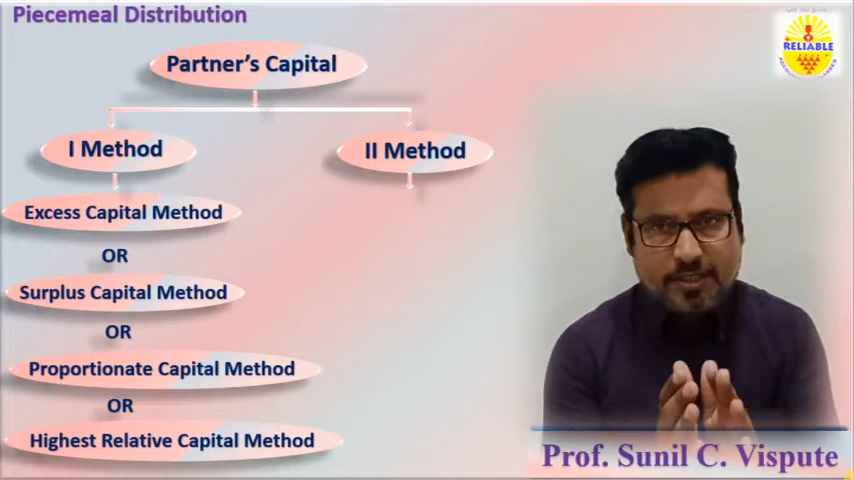 Piecemeal Distribution
RELIABLE
Partner's Capital
I Method
II Method
Excess Capital Method
OR
Surplus Capital Method
OR
Proportionate Capital Method
OR
Highest Relative Capital Method
Prof. Sunil C. Vispute